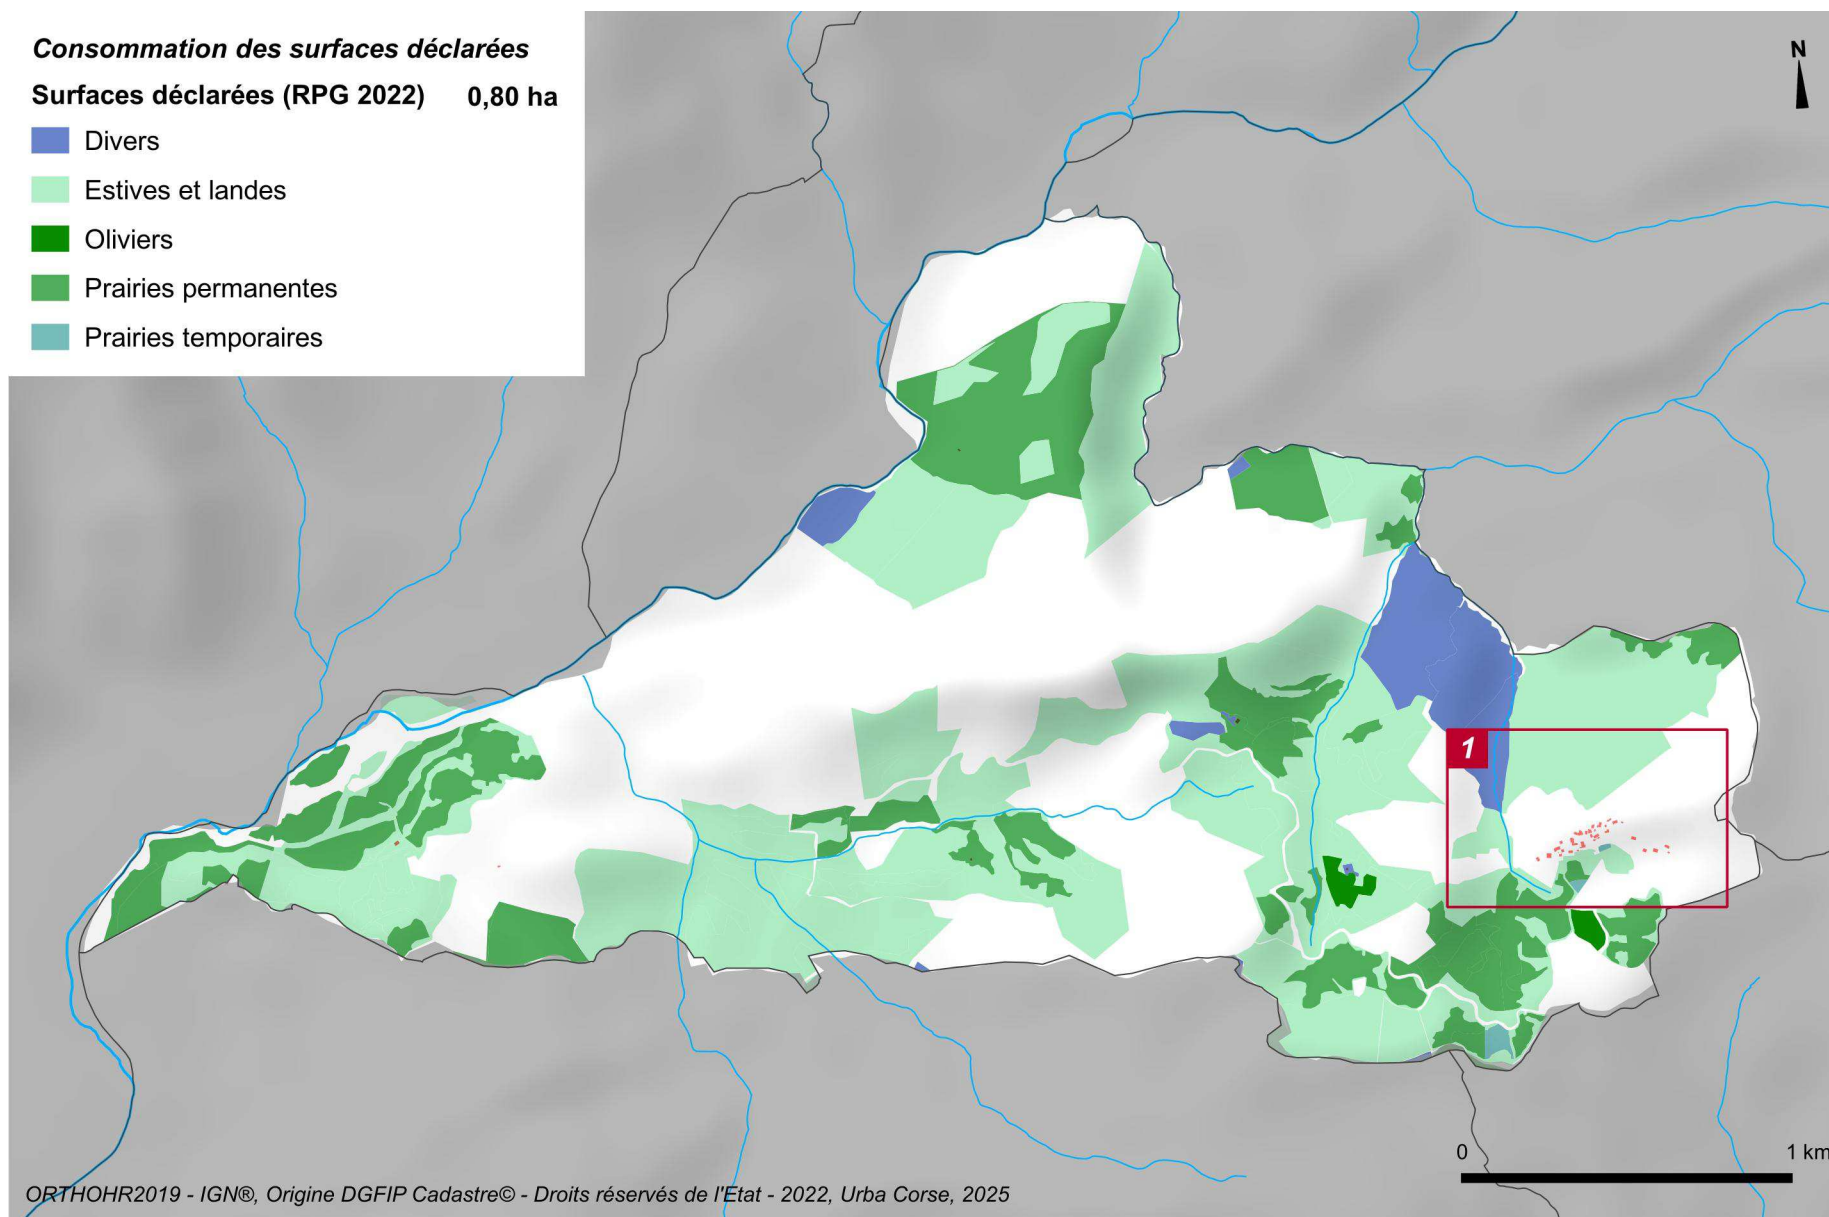 Consommation des surfaces déclarées
Surfaces déclarées (RPG 2022) 0,80 ha
Divers
Estives et landes
Oliviers
Prairies permanentes
Prairies temporaires
N
1
0 1 km
ORTHOHR2019 - IGN®, Origine DGFIP Cadastre© - Droits réservés de l'Etat - 2022, Urba Corse, 2025